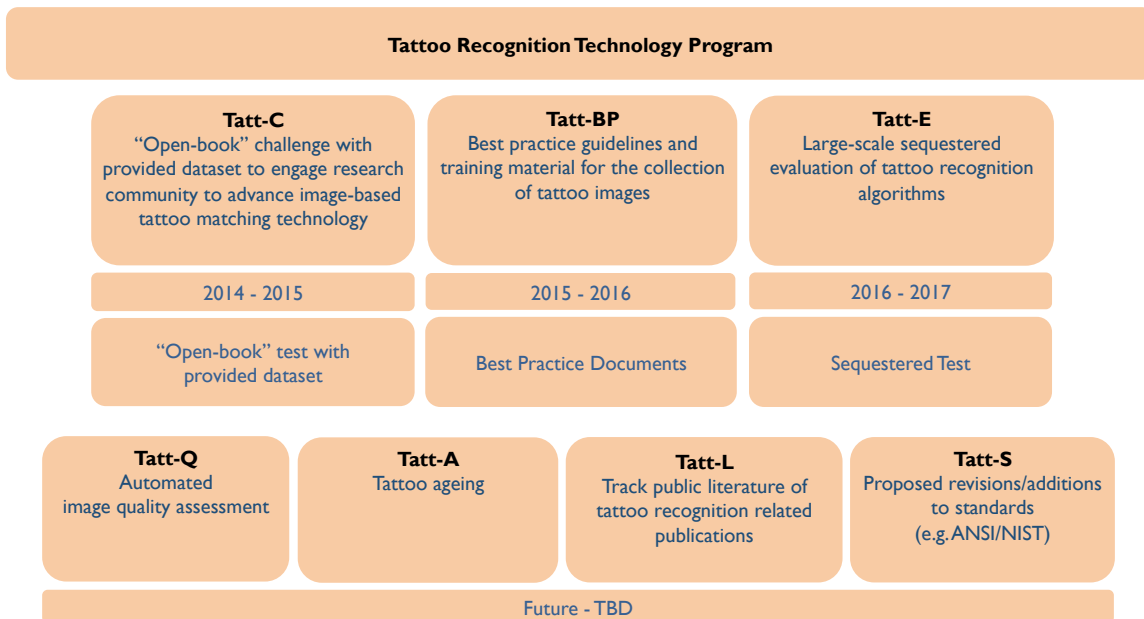 Tattoo Recognition Technology Program
Tatt-C
“Open-book” challenge with
provided dataset to engage research
community to advance image-based
tattoo matching technology
Tatt-BP
Best practice guidelines and
training material for the collection
of tattoo images
Tatt-E
Large-scale sequestered
evaluation of tattoo recognition
algorithms
2014 - 2015
2015 - 2016
2016 - 2017
“Open-book” test with
provided dataset
Best Practice Documents
Sequestered Test
Tatt-Q
Automated
image quality assessment
Tatt-A
Tattoo ageing
Tatt-L
Track public literature of
tattoo recognition related
publications
Tatt-S
Proposed revisions/additions
to standards
(e.g. ANSI/NIST)
Future - TBD